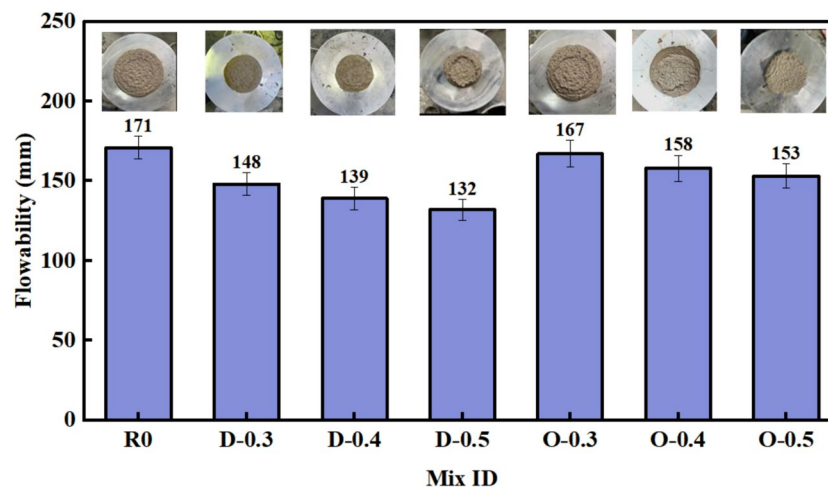 250
200
150
100
50
0
Flowability (mm)
171
148
139
132
167
158
153
R0
D-0.3
D-0.4
D-0.5
O-0.3
O-0.4
O-0.5
Mix ID